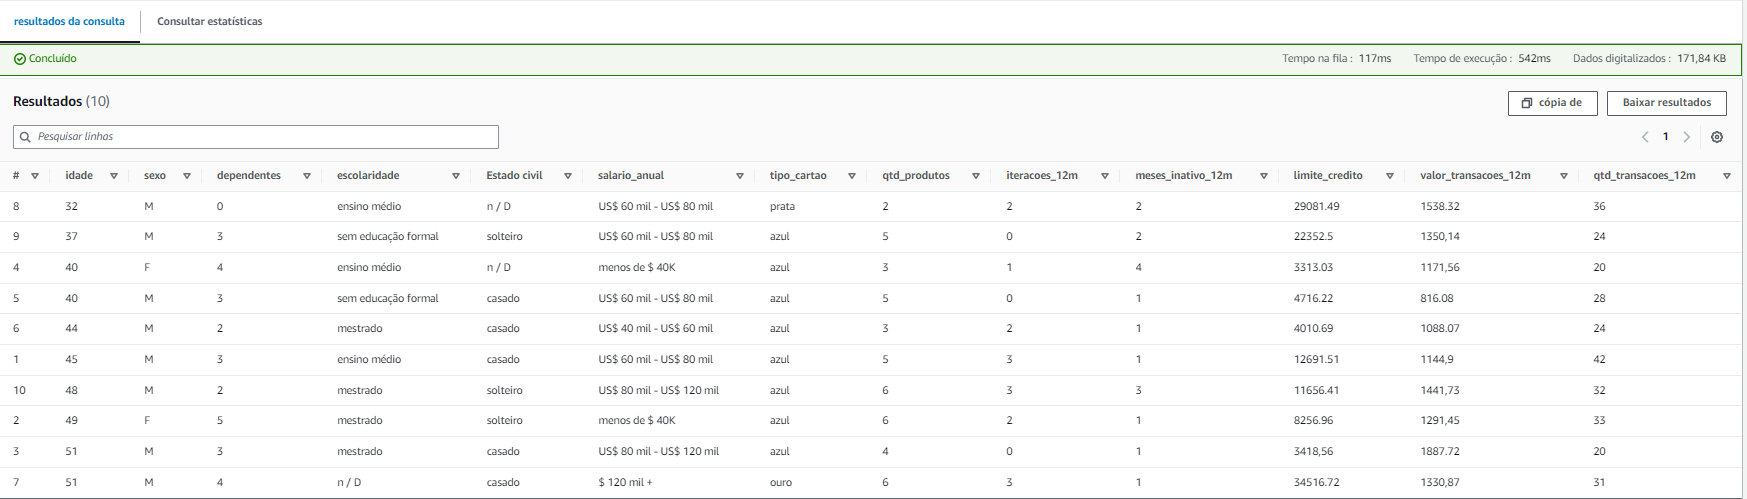 resultados da consulta Consultar estatísticas
Concluído Tempo na fila : 117ms Tempo de execução : 542ms Dados digitalizados : 171,84 KB
Resultados (10) cópia de Baixar resultados
Pesquisar linhas 1
# idade sexo dependentes escolaridade Estado civil salario_anual tipo_cartao qtd_produtos iteracoes_12m meses_inativo_12m limite_credito valor_transacoes_12m qtd_transacoes_12m
8 32 M 0 ensino médio n / D US$ 60 mil - US$ 80 mil prata 2 2 2 29081.49 1538.32 36
9 37 M 3 sem educação formal solteiro US$ 60 mil - US$ 80 mil azul 5 0 2 22352.5 1350,14 24
4 40 F 4 ensino médio n / D menos de $ 40K azul 3 1 4 3313.03 1171,56 20
5 40 M 3 sem educação formal casado US$ 60 mil - US$ 80 mil azul 5 0 1 4716.22 816.08 28
6 44 M 2 mestrado casado US$ 40 mil - US$ 60 mil azul 3 2 1 4010.69 1088.07 24
1 45 M 3 ensino médio casado US$ 60 mil - US$ 80 mil azul 5 3 1 12691.51 1144,9 42
10 48 M 2 mestrado solteiro US$ 80 mil - US$ 120 mil azul 6 3 3 11656.41 1441,73 32
2 49 F 5 mestrado solteiro menos de $ 40K azul 6 2 1 8256.96 1291,45 33
3 51 M 3 mestrado casado US$ 80 mil - US$ 120 mil azul 4 0 1 3418,56 1887.72 20
7 51 M 4 n / D casado $ 120 mil + ouro 6 3 1 34516.72 1330,87 31